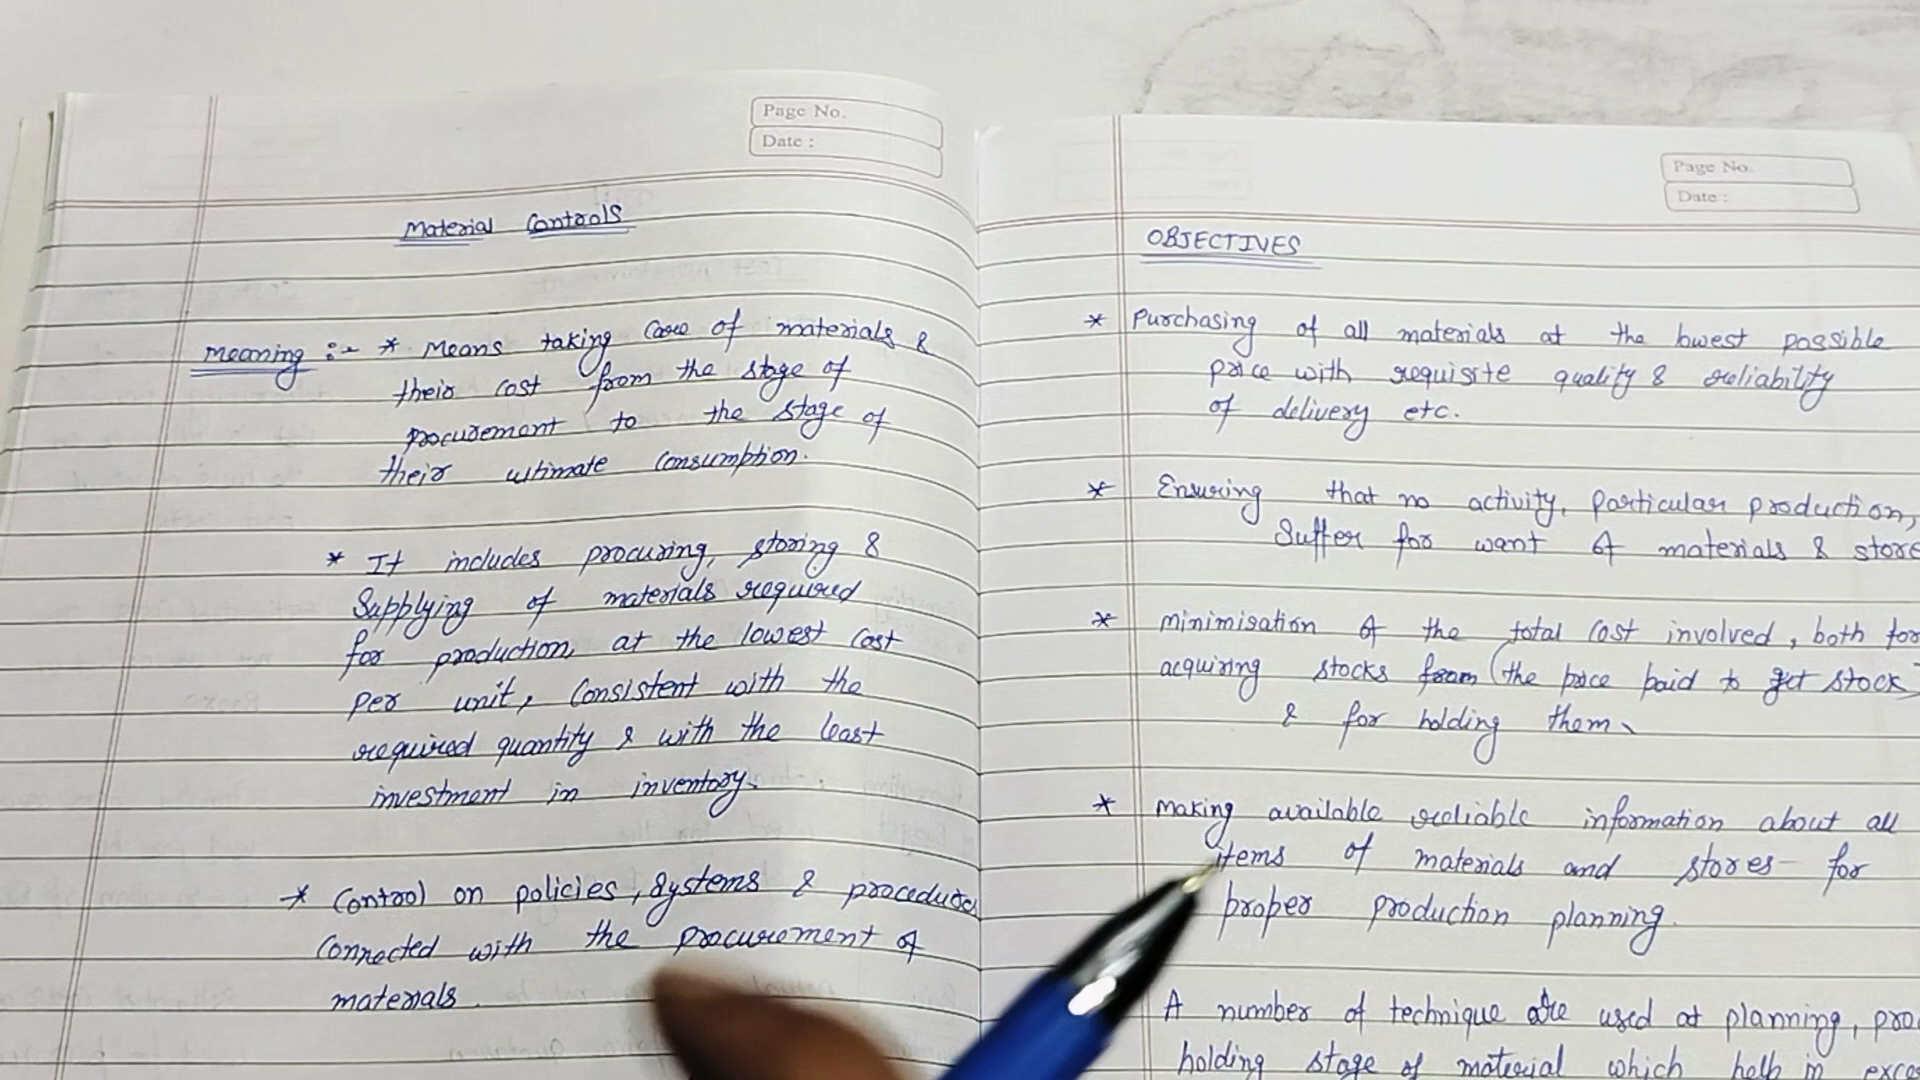 Page No.
Date :
Material Controls
Meaning :- * Means taking care of materials &
their cost from the stage of
procurement to the stage of
their ultimate consumption.
* It includes procuring, storing &
Supplying of materials required
for production, at the lowest cost
per unit, Consistent with the
required quantity & with the least
investment in inventory.
* Control on policies, systems & procedures
Connected with the procurement of
materials.
Page No.
Date :
OBJECTIVES
* Purchasing of all materials at the lowest possible
price with requisite quality & reliability
of delivery etc.
* Ensuring that no activity, particular production,
Suffer for want of materials & store
* minimisation of the total cost involved, both for
acquiring stocks from (the price paid to get stock)
& for holding them.
* Making available reliable information about all
items of materials and stores for
proper production planning.
A number of technique are used at planning, pro
holding stage of material which help in